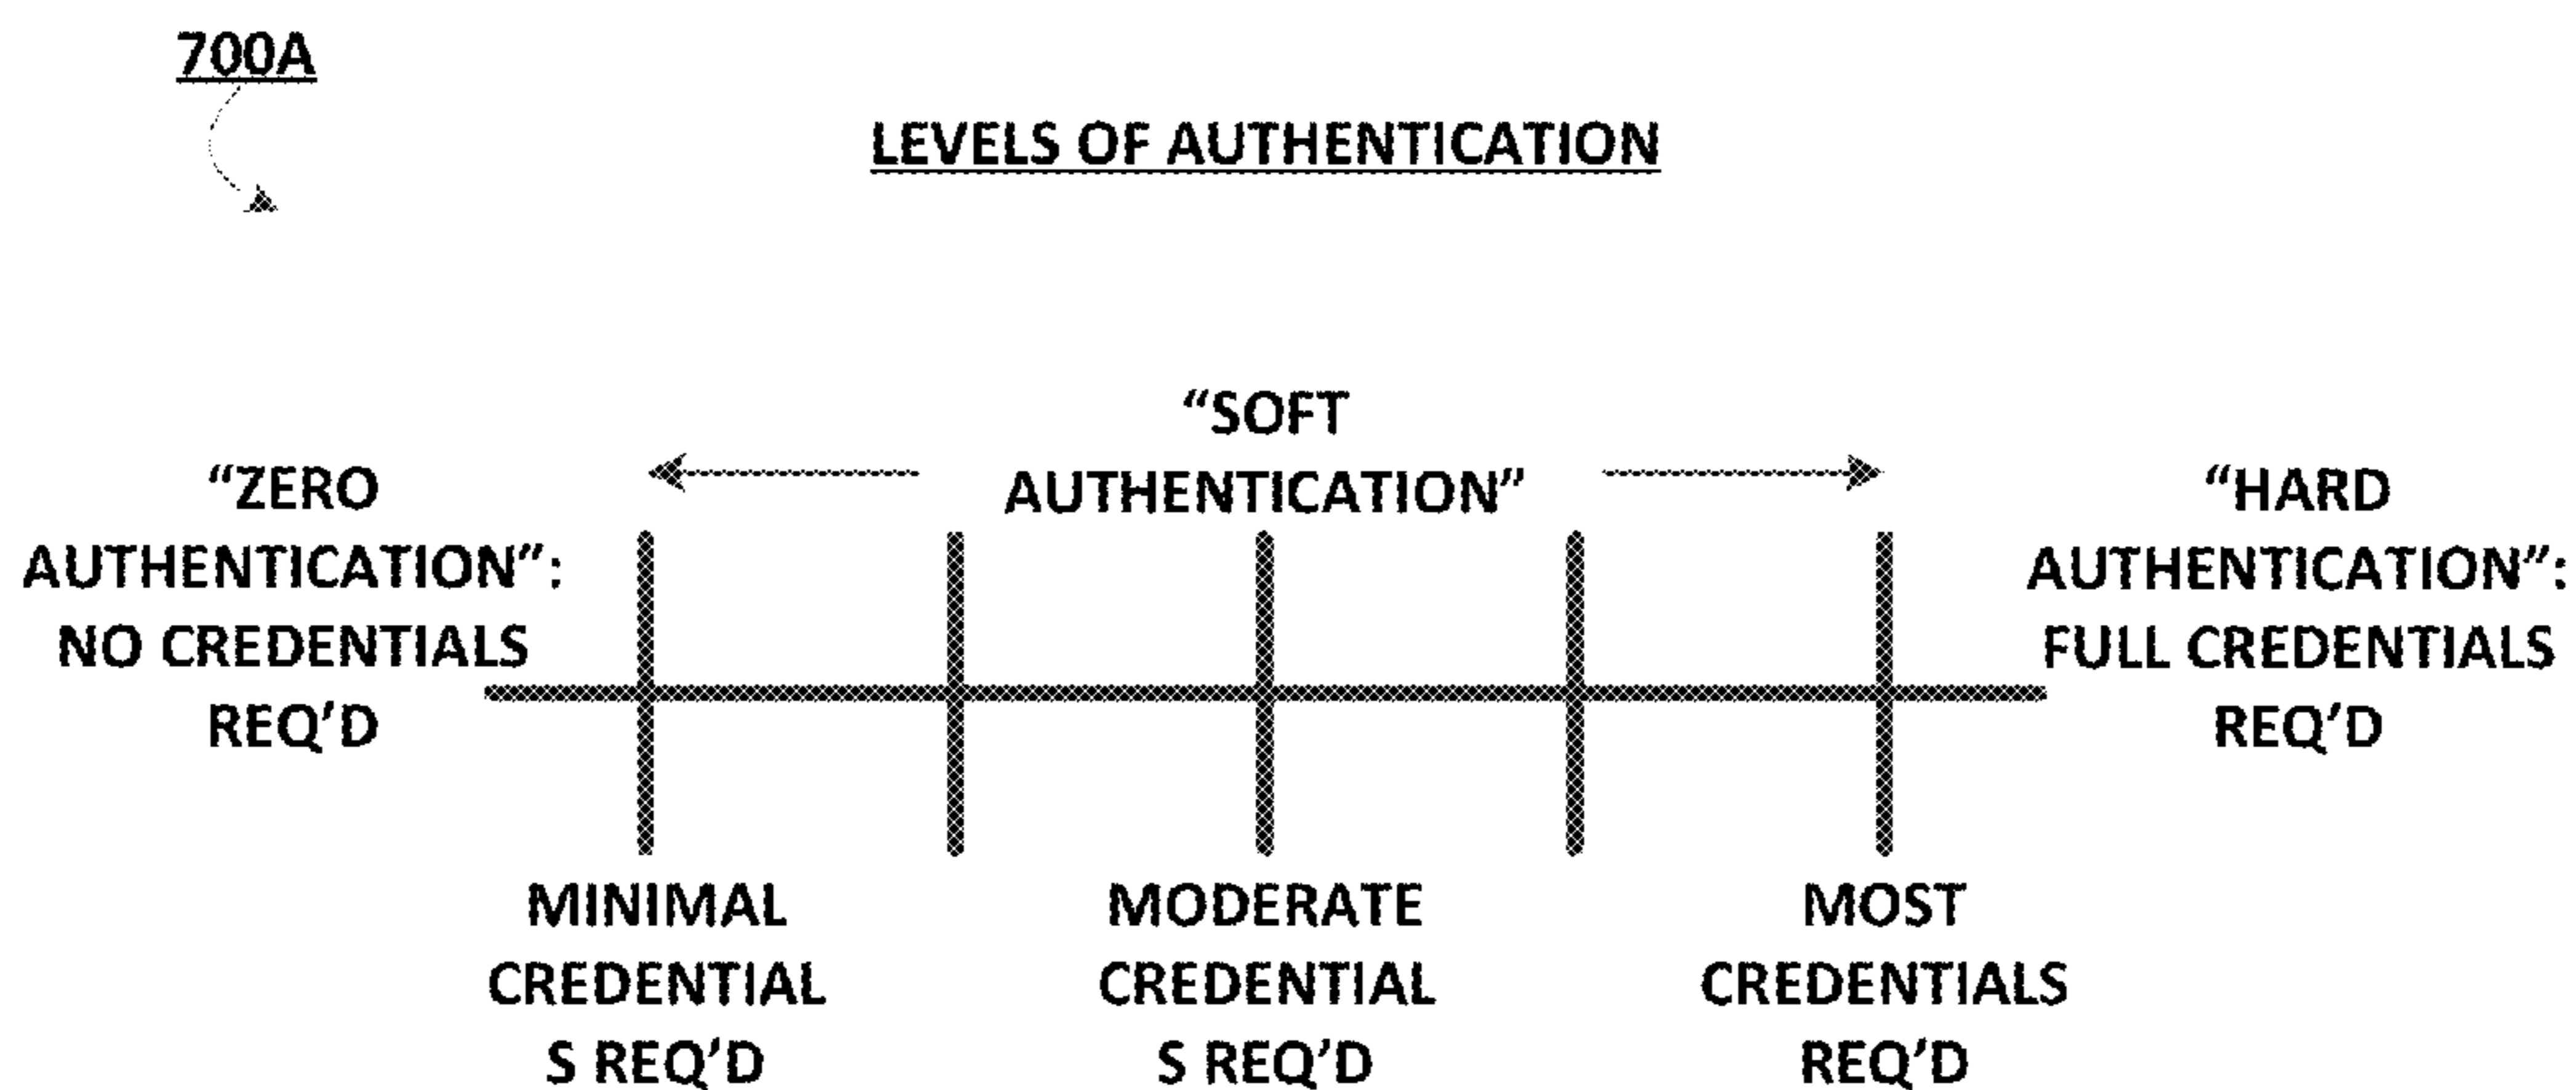 700A
LEVELS OF AUTHENTICATION
“SOFT
AUTHENTICATION”
“ZERO
AUTHENTICATION”:
NO CREDENTIALS
REQ’D
“HARD
AUTHENTICATION”:
FULL CREDENTIALS
REQ’D
MINIMAL
CREDENTIAL
S REQ’D
MODERATE
CREDENTIAL
S REQ’D
MOST
CREDENTIALS
REQ’D